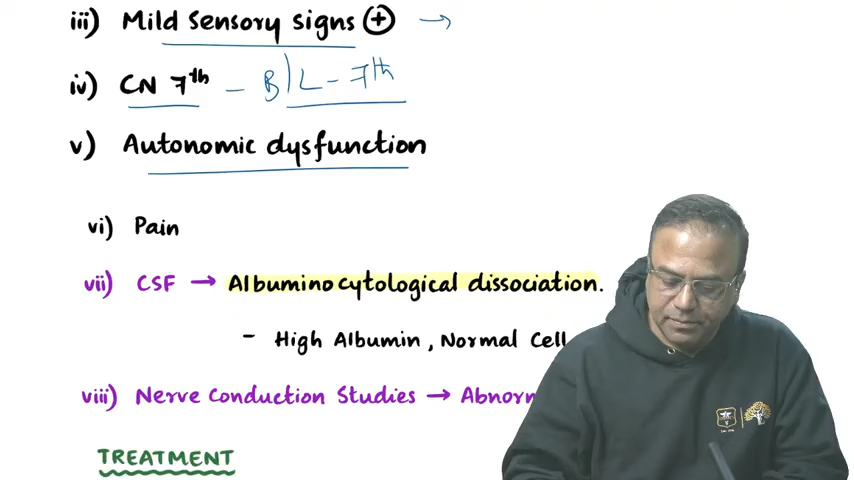 iii) Mild Sensory signs (+) →
iv) CN 7th - B/L - 7th
v) Autonomic dysfunction
vi) Pain
vii) CSF → Albuminocytological dissociation.
- High Albumin, Normal Cell
viii) Nerve Conduction Studies → Abnorm
TREATMENT